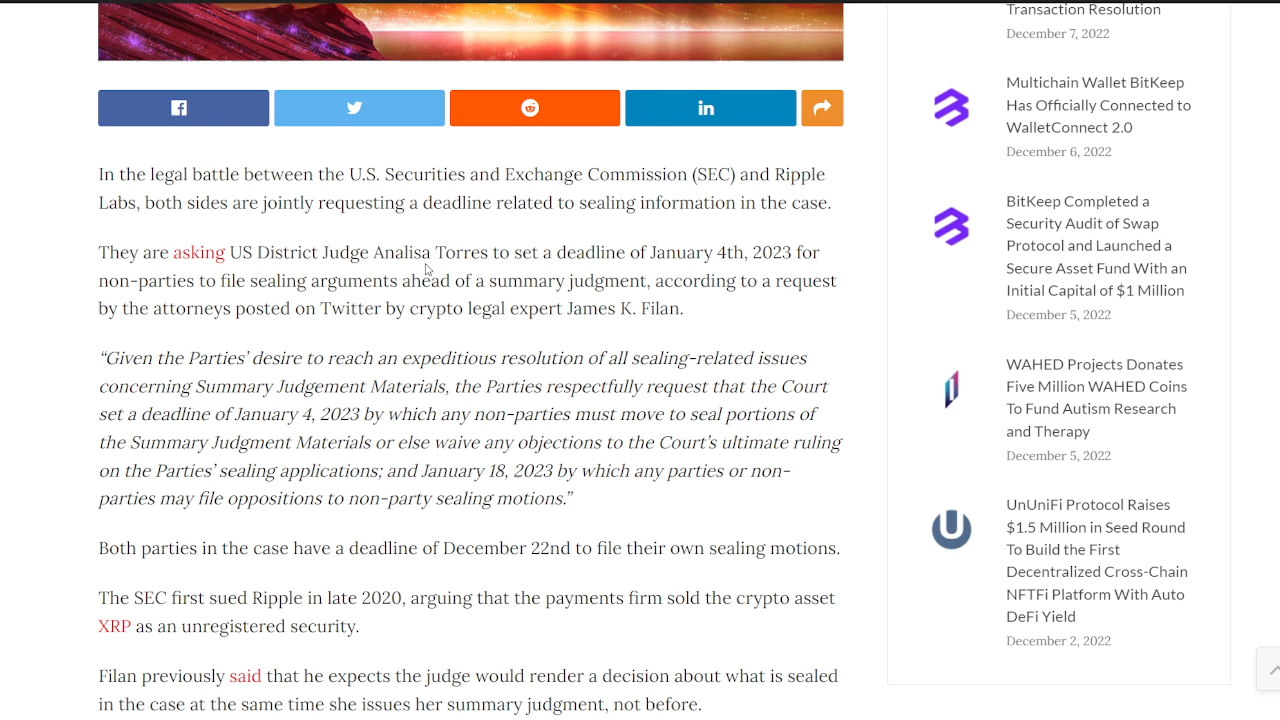 In the legal battle between the U.S. Securities and Exchange Commission (SEC) and Ripple
Labs, both sides are jointly requesting a deadline related to sealing information in the case.
They are asking US District Judge Analisa Torres to set a deadline of January 4th, 2023 for
non-parties to file sealing arguments ahead of a summary judgment, according to a request
by the attorneys posted on Twitter by crypto legal expert James K. Filan.
“Given the Parties’ desire to reach an expeditious resolution of all sealing-related issues
concerning Summary Judgement Materials, the Parties respectfully request that the Court
set a deadline of January 4, 2023 by which any non-parties must move to seal portions of
the Summary Judgment Materials or else waive any objections to the Court’s ultimate ruling
on the Parties’ sealing applications; and January 18, 2023 by which any parties or non-
parties may file oppositions to non-party sealing motions.”
Both parties in the case have a deadline of December 22nd to file their own sealing motions.
The SEC first sued Ripple in late 2020, arguing that the payments firm sold the crypto asset
XRP as an unregistered security.
Filan previously said that he expects the judge would render a decision about what is sealed
in the case at the same time she issues her summary judgment, not before.
Transaction Resolution
December 7, 2022
Multichain Wallet BitKeep
Has Officially Connected to
WalletConnect 2.0
December 6, 2022
BitKeep Completed a
Security Audit of Swap
Protocol and Launched a
Secure Asset Fund With an
Initial Capital of $1 Million
December 5, 2022
WAHED Projects Donates
Five Million WAHED Coins
To Fund Autism Research
and Therapy
December 5, 2022
UnUniFi Protocol Raises
$1.5 Million in Seed Round
To Build the First
Decentralized Cross-Chain
NFTFi Platform With Auto
DeFi Yield
December 2, 2022